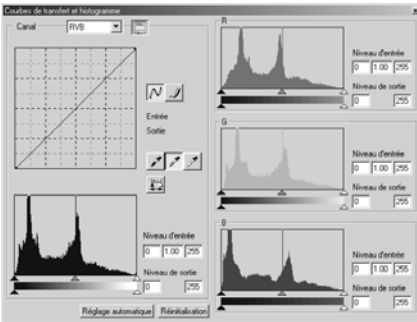 Courbes de transfert et histogramme
Canal
RVB
Entrée
Sortie
Niveau d'entrée
0 1.00 255
Niveau de sortie
0 255
Réglage automatique
Réinitialisation
R
Niveau d'entrée
0 1.00 255
Niveau de sortie
0 255
G
Niveau d'entrée
0 1.00 255
Niveau de sortie
0 255
B
Niveau d'entrée
0 1.00 255
Niveau de sortie
0 255